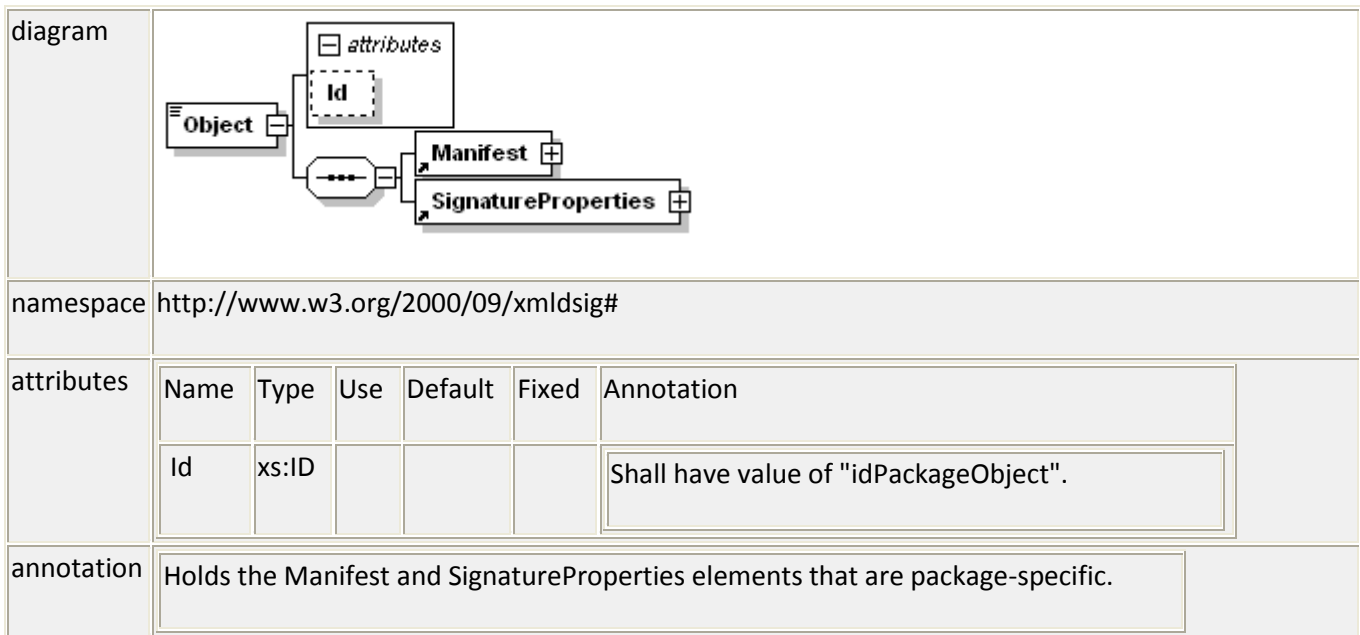 diagram
attributes
Id
Object
Manifest
SignatureProperties
namespace http://www.w3.org/2000/09/xmldsig#
attributes
Name Type Use Default Fixed Annotation
Id xs:ID Shall have value of "idPackageObject".
annotation Holds the Manifest and SignatureProperties elements that are package-specific.